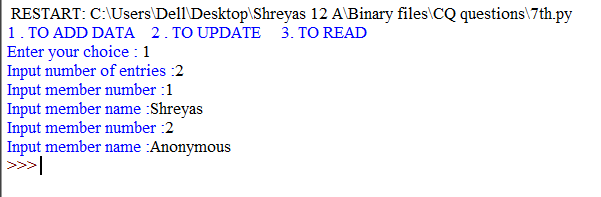 RESTART: C:\Users\Dell\Desktop\Shreyas 12 A\Binary files\CQ questions\7th.py
1 . TO ADD DATA    2 . TO UPDATE     3. TO READ
Enter your choice : 1
Input number of entries :2
Input member number :1
Input member name :Shreyas
Input member number :2
Input member name :Anonymous
>>>